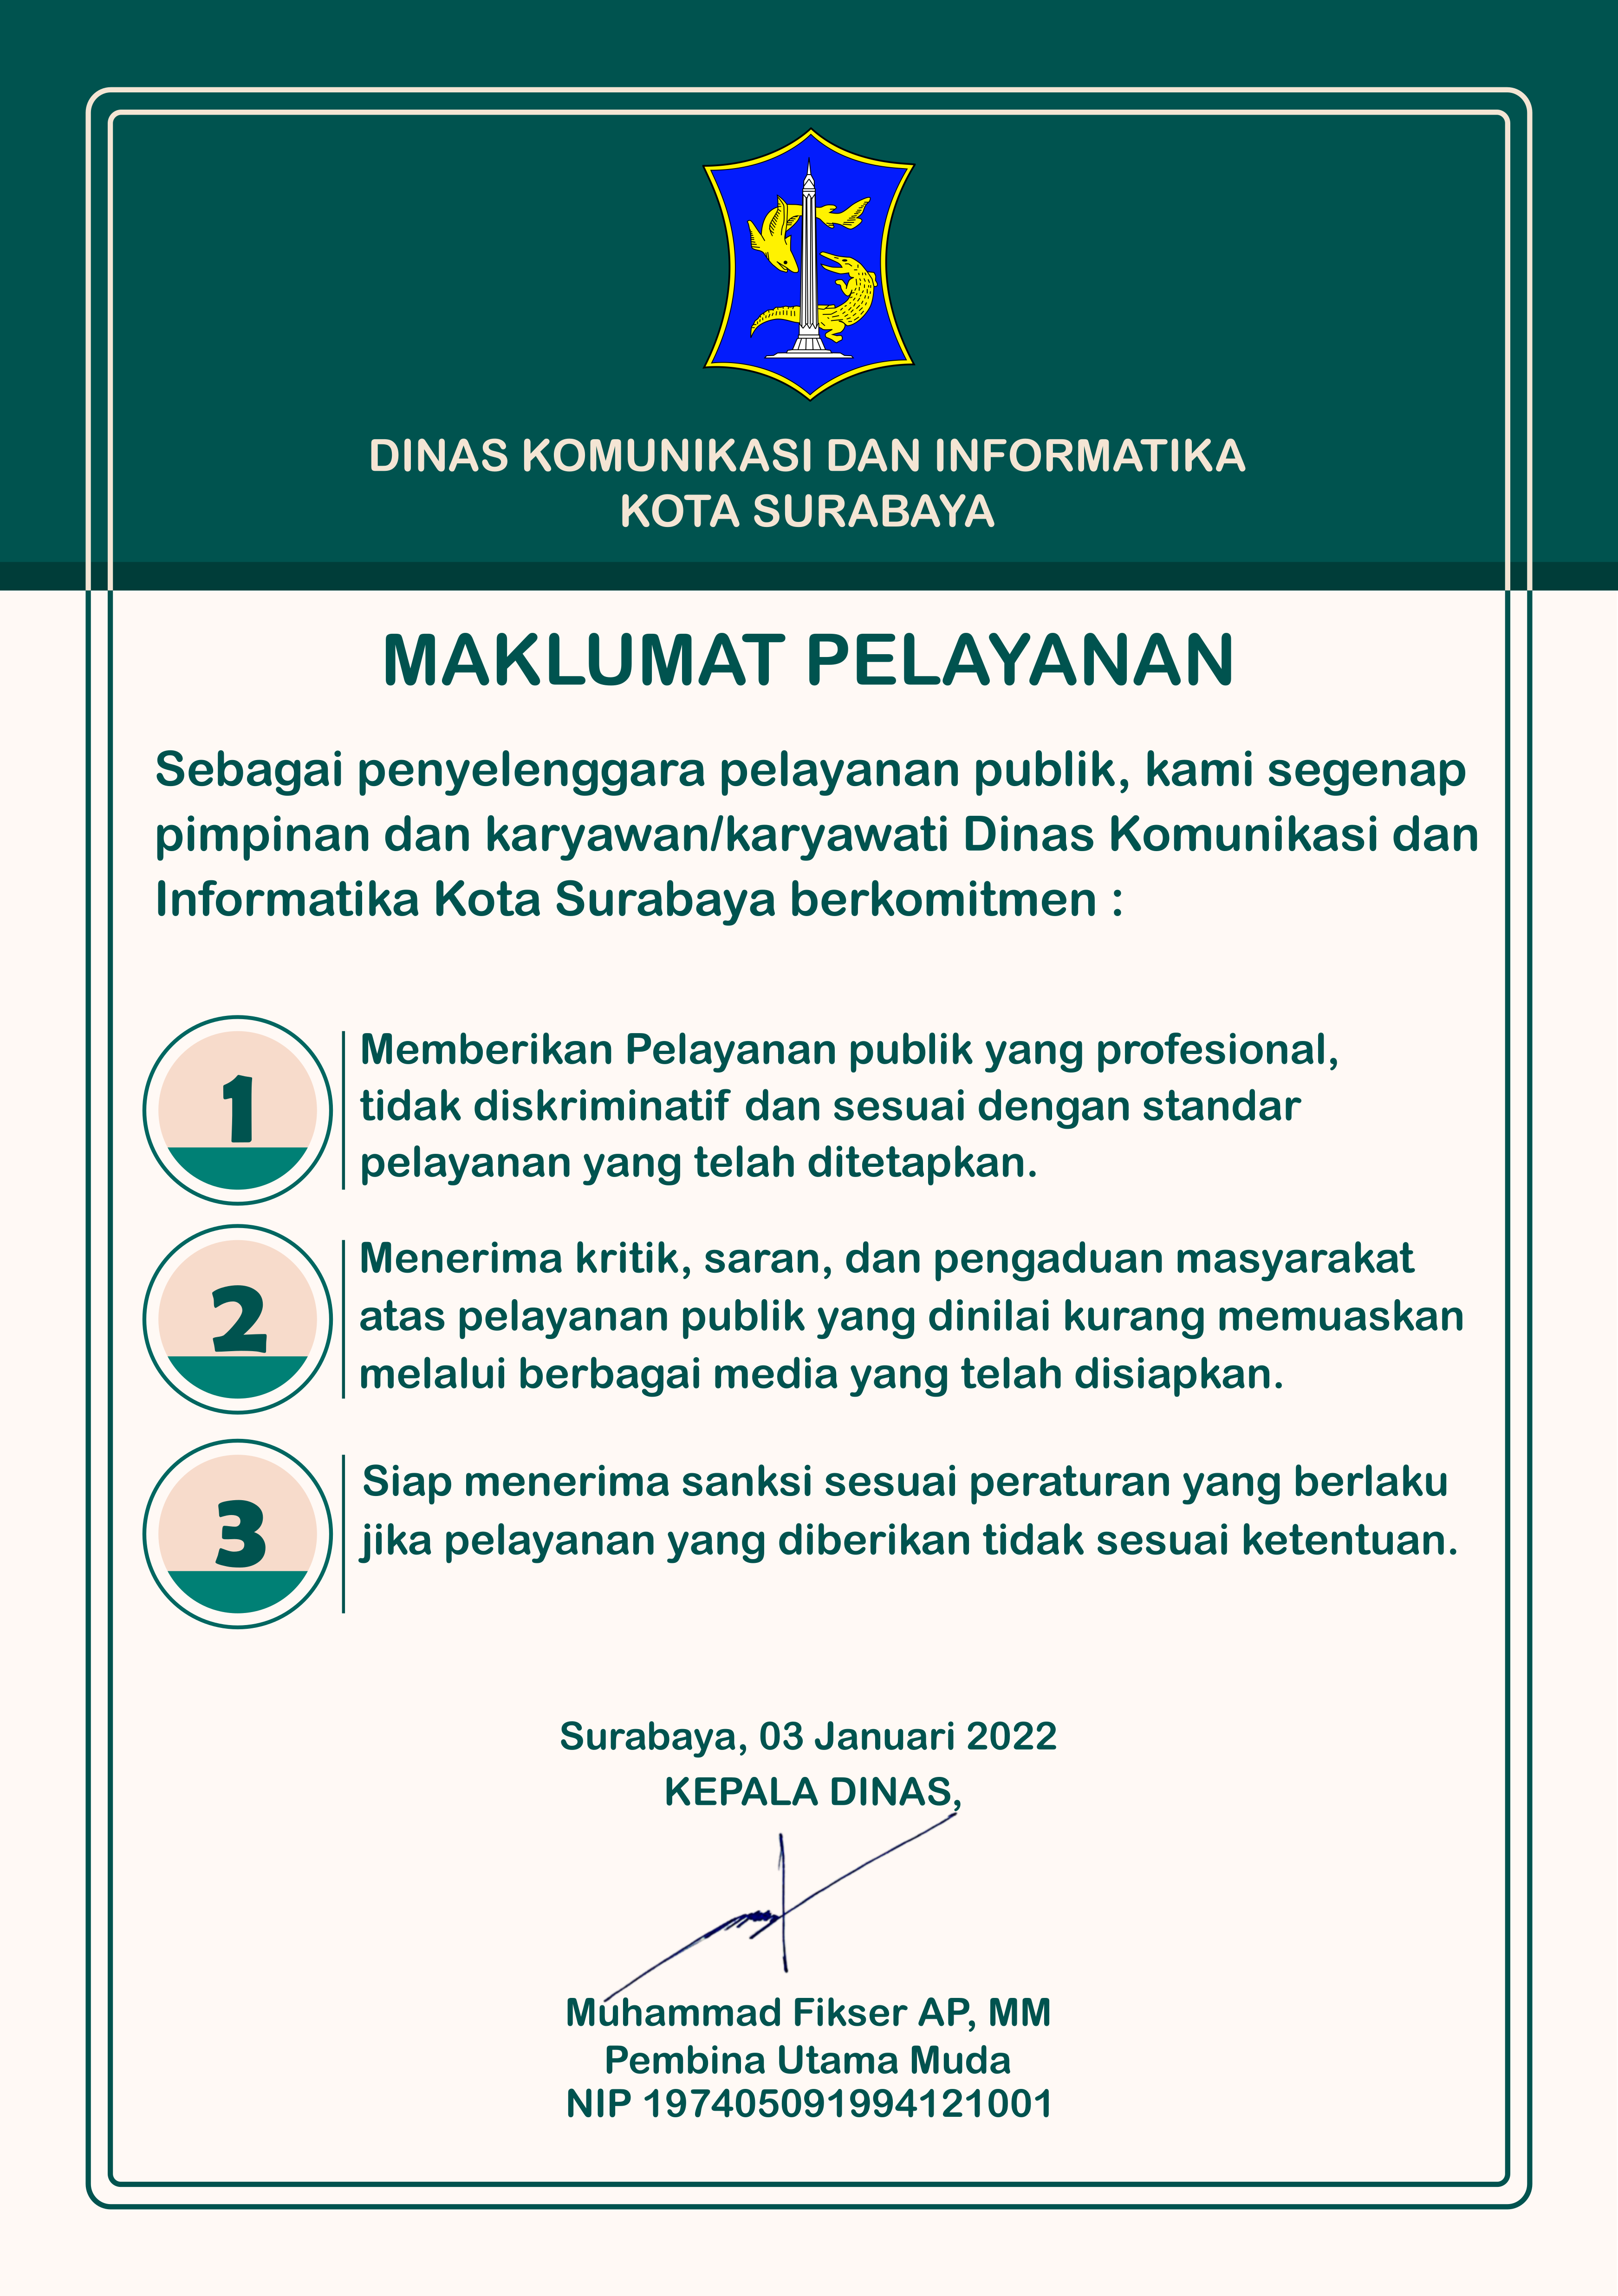 DINAS KOMUNIKASI DAN INFORMATIKA
KOTA SURABAYA
MAKLUMAT PELAYANAN
Sebagai penyelenggara pelayanan publik, kami segenap
pimpinan dan karyawan/karyawati Dinas Komunikasi dan
Informatika Kota Surabaya berkomitmen :
1
Memberikan Pelayanan publik yang profesional,
tidak diskriminatif dan sesuai dengan standar
pelayanan yang telah ditetapkan.
2
Menerima kritik, saran, dan pengaduan masyarakat
atas pelayanan publik yang dinilai kurang memuaskan
melalui berbagai media yang telah disiapkan.
3
Siap menerima sanksi sesuai peraturan yang berlaku
jika pelayanan yang diberikan tidak sesuai ketentuan.
Surabaya, 03 Januari 2022
KEPALA DINAS,
Muhammad Fikser AP, MM
Pembina Utama Muda
NIP 197405091994121001